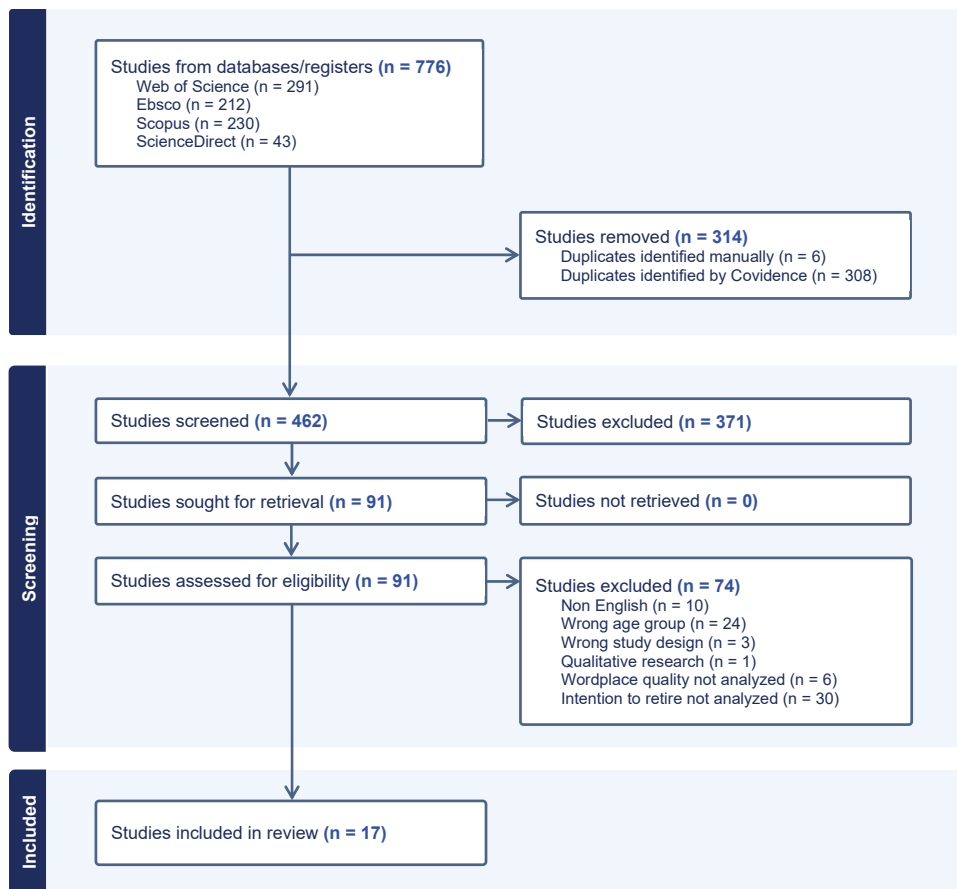 Identification
Studies from databases/registers (n = 776)
Web of Science (n = 291)
Ebsco (n = 212)
Scopus (n = 230)
ScienceDirect (n = 43)
Studies removed (n = 314)
Duplicates identified manually (n = 6)
Duplicates identified by Covidence (n = 308)
Screening
Studies screened (n = 462)
Studies excluded (n = 371)
Studies sought for retrieval (n = 91)
Studies not retrieved (n = 0)
Studies assessed for eligibility (n = 91)
Studies excluded (n = 74)
Non English (n = 10)
Wrong age group (n = 24)
Wrong study design (n = 3)
Qualitative research (n = 1)
Wordplace quality not analyzed (n = 6)
Intention to retire not analyzed (n = 30)
Included
Studies included in review (n = 17)